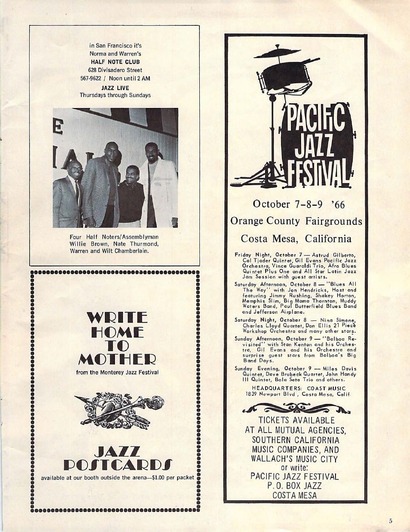 in San Francisco it's
Norma and Warren's
HALF NOTE CLUB
628 Divisadero Street
567-9622 / Noon until 2 AM
JAZZ LIVE
Thursdays through Sundays
Four Half Noters/Assemblyman
Willie Brown, Nate Thurmond,
Warren and Wilt Chamberlain.
WRITE
HOME
TO
MOTHER
from the Monterey Jazz Festival
JAZZ
POSTCARDS
available at our booth outside the arena—$1.00 per packet
PACIFIC
JAZZ
FESTIVAL
October 7-8-9 '66
Orange County Fairgrounds
Costa Mesa, California
Friday Night, October 7 — Astrud Gilberto,
Cal Tjader Quintet, Gil Evans Pacific Jazz
Orchestra, Vince Guaraldi Trio, Afro Blues
Quintet Plus One and All Star Latin Jazz
Jam Session with guest artists.
Saturday Afternoon, October 8 — "Blues All
The Way" with Jon Hendricks, Host and
featuring Jimmy Rushing, Shakey Horton,
Memphis Slim, Big Mama Thornton, Muddy
Waters Band, Paul Butterfield Blues Band
and Jefferson Airplane.
Saturday Night, October 8 — Nina Simone,
Charles Lloyd Quartet, Don Ellis 21 Piece
Workshop Orchestra and many other stars.
Sunday Afternoon, October 9 — "Balboa Re-
visited" with Stan Kenton and his Orches-
tra, Gil Evans and his Orchestra and
surprise guest stars from Balboa's Big
Band Days.
Sunday Evening, October 9 — Miles Davis
Quintet, Dave Brubeck Quartet, John Handy
III Quintet, Bola Sete Trio and others.
HEADQUARTERS: COAST MUSIC
1839 Newport Blvd., Costa Mesa, Calif
TICKETS AVAILABLE
AT ALL MUTUAL AGENCIES,
SOUTHERN CALIFORNIA
MUSIC COMPANIES, AND
WALLACH'S MUSIC CITY
or write:
PACIFIC JAZZ FESTIVAL
P. O. BOX JAZZ
COSTA MESA
5